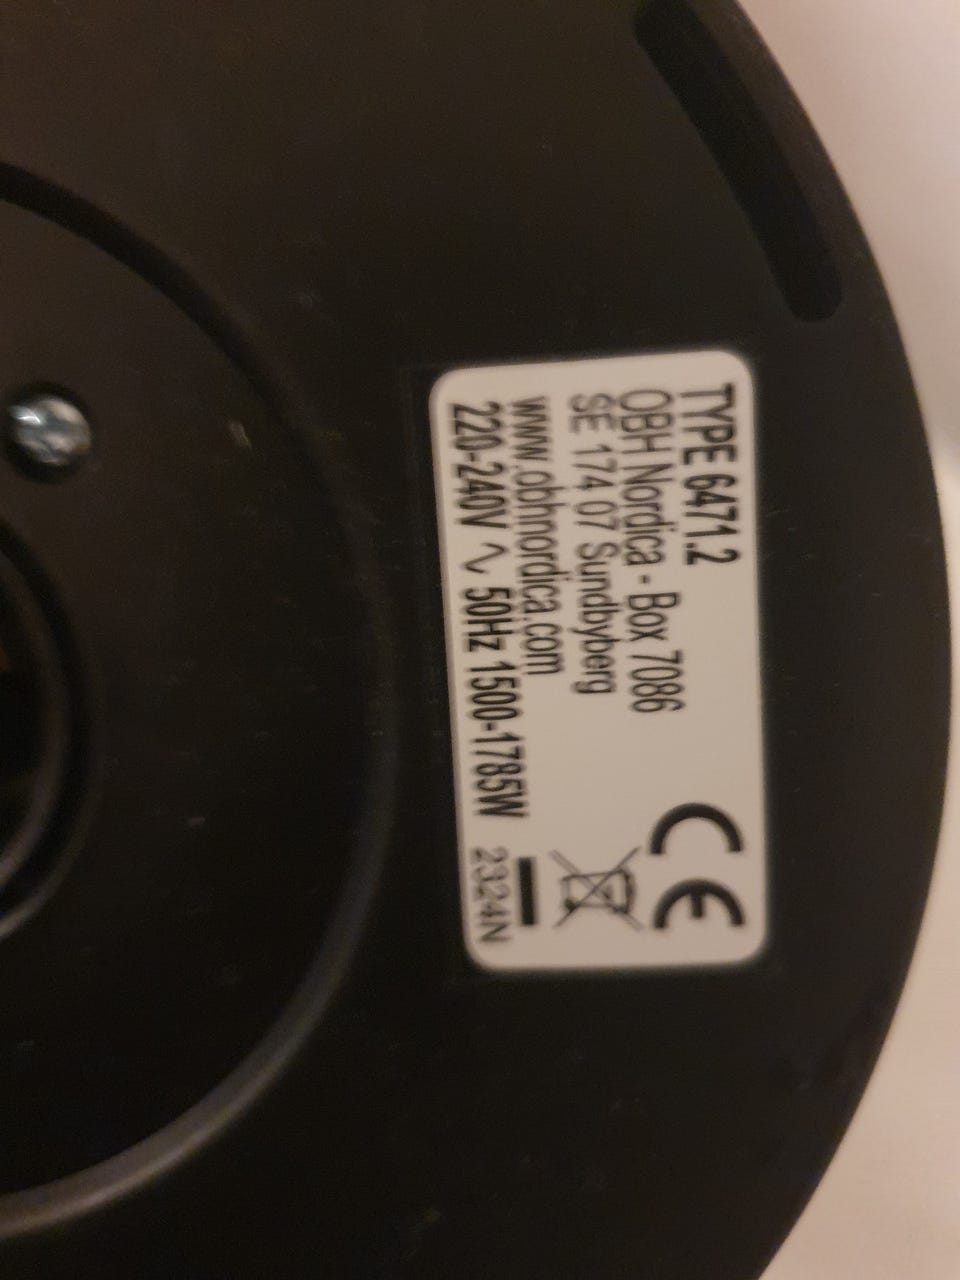 TYPE 6471.2
OBH Nordica - Box 7086
SE 174 07 Sundbyberg
www.obhnordica.com
220-240V ∿ 50Hz 1500-1785W
CE
2324N